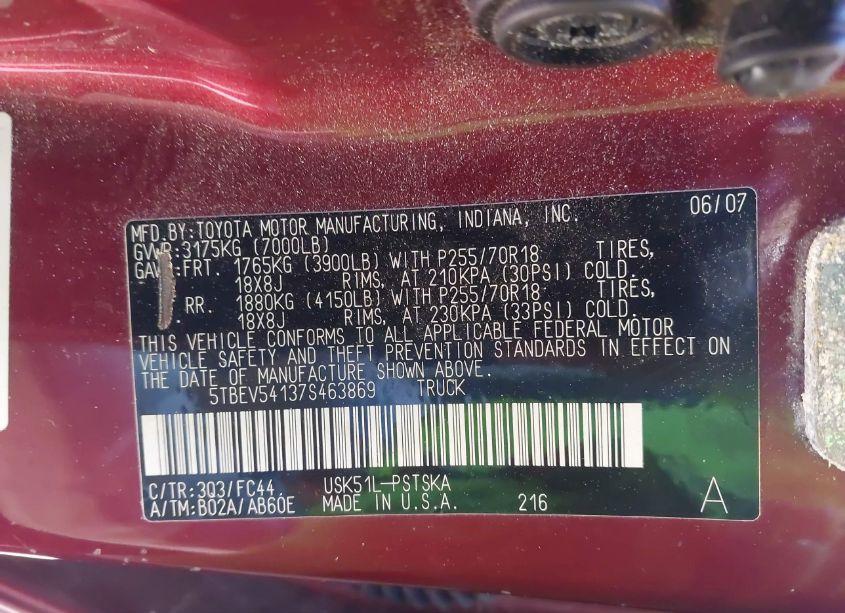 MFD.BY:TOYOTA MOTOR MANUFACTURING, INDIANA, INC. 06/07
GVWR:3175KG (7000LB)
GAWR:FRT. 1765KG (3900LB) WITH P255/70R18 TIRES,
18X8J RIMS, AT 210KPA (30PSI) COLD.
RR. 1880KG (4150LB) WITH P255/70R18 TIRES,
18X8J RIMS, AT 230KPA (33PSI) COLD.
THIS VEHICLE CONFORMS TO ALL APPLICABLE FEDERAL MOTOR
VEHICLE SAFETY AND THEFT PREVENTION STANDARDS IN EFFECT ON
THE DATE OF MANUFACTURE SHOWN ABOVE.
5TBEV54137S463869 TRUCK
C/TR:3Q3/FC44 USK51L-PSTSKA
A/TM:B02A/AB60E MADE IN U.S.A. 216 A